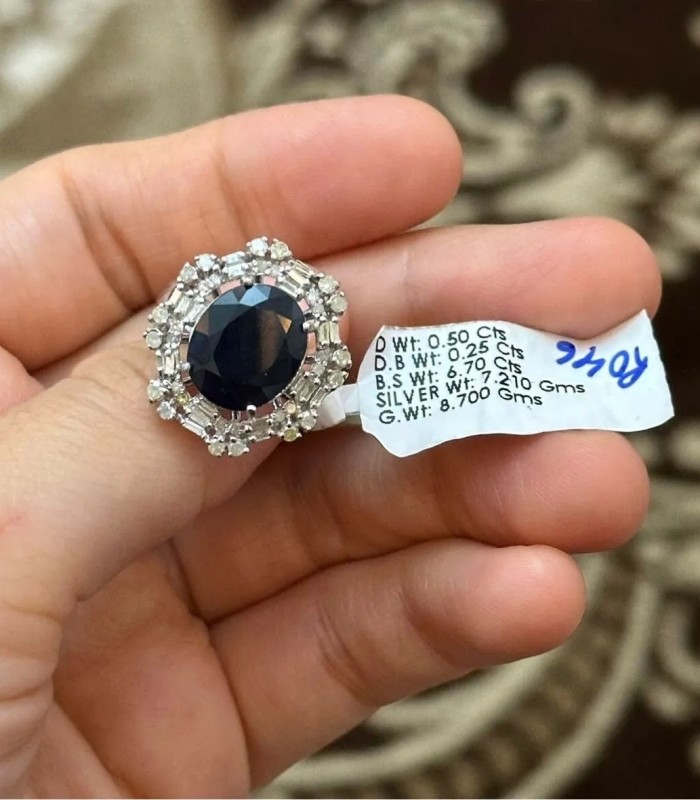 D Wt: 0.50 Cts
D.B Wt: 0.25 Cts
B.S Wt: 6.70 Cts
SILVER Wt: 7.210 Gms
G.Wt: 8.700 Gms
R046